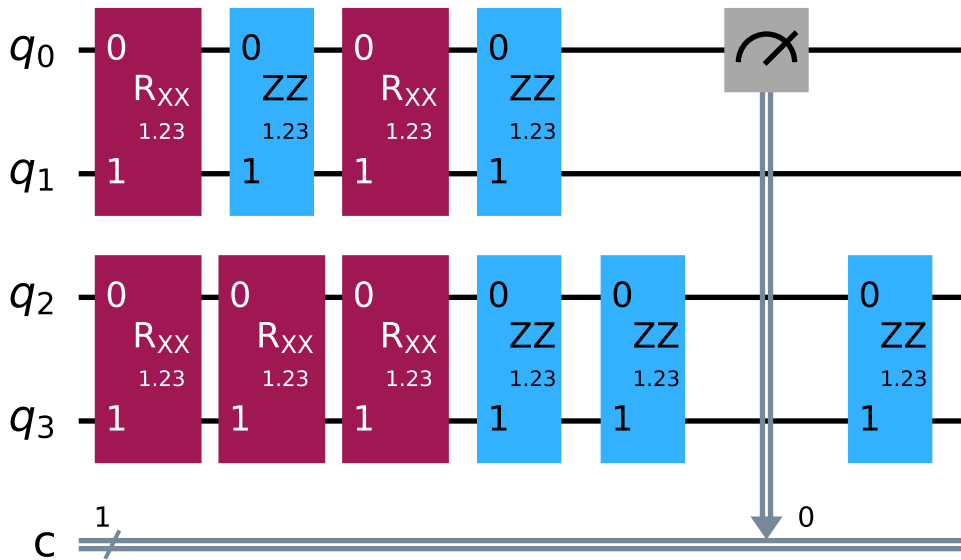 q0 0 0 0 0
RXX ZZ RXX ZZ
1.23 1.23 1.23 1.23
q1 1 1 1 1
q2 0 0 0 0 0 0
RXX RXX RXX ZZ ZZ ZZ
1.23 1.23 1.23 1.23 1.23 1.23
q3 1 1 1 1 1 1
1 0
c